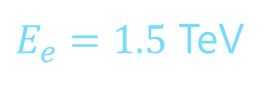 $E_e = 1.5$ TeV